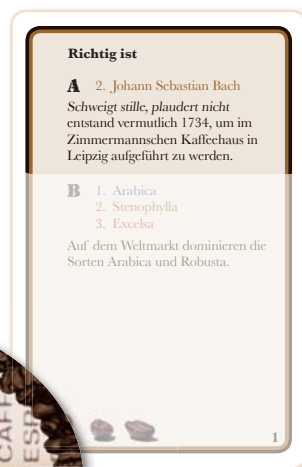 Richtig ist
A 2. Johann Sebastian Bach
Schweigt stille, plaudert nicht
entstand vermutlich 1734, um im
Zimmermannschen Kaffeehaus in
Leipzig aufgeführt zu werden.
B 1. Arabica
2. Stenophylla
3. Excelsa
Auf dem Weltmarkt dominieren die
Sorten Arabica und Robusta.
1